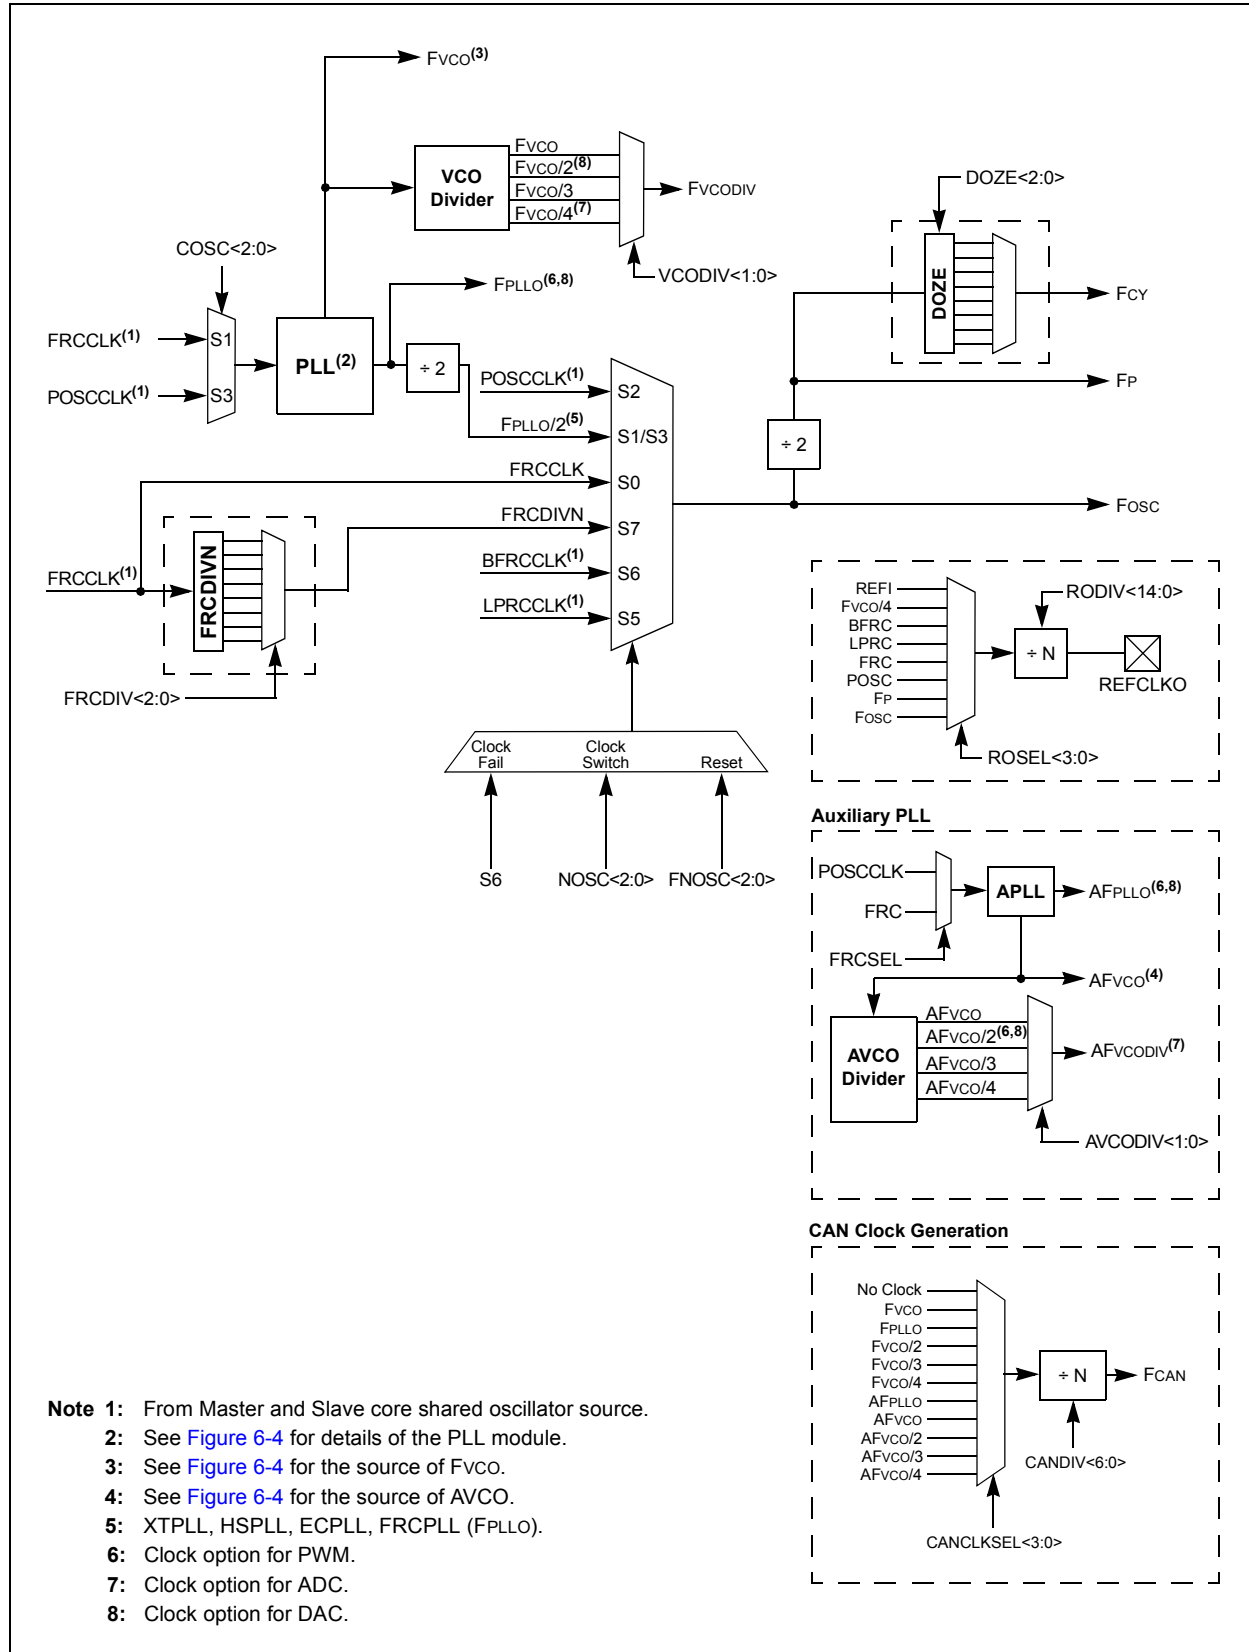 FVCO(3)
VCO
Divider
FVCO
FVCO/2(8)
FVCO/3
FVCO/4(7)
FVCODIV
VCODIV<1:0>
DOZE<2:0>
DOZE
FCY
COSC<2:0>
FPLLO(6,8)
FRCCLK(1)
S1
POSCCLK(1)
S3
PLL(2)
÷ 2
POSCCLK(1)
S2
FPLLO/2(5)
S1/S3
FRCCLK
S0
FRCDIVN
S7
BFRCCLK(1)
S6
LPRCCLK(1)
S5
FP
÷ 2
FOSC
FRCCLK(1)
FRCDIVN
FRCDIV<2:0>
Clock
Fail
Clock
Switch
Reset
S6
NOSC<2:0>
FNOSC<2:0>
REFI
FVCO/4
BFRC
LPRC
FRC
POSC
FP
FOSC
RODIV<14:0>
÷ N
REFCLKO
ROSEL<3:0>
Auxiliary PLL
POSCCLK
FRC
FRCSEL
APLL
AFPLLO(6,8)
AFVCO(4)
AVCO
Divider
AFVCO
AFVCO/2(6,8)
AFVCO/3
AFVCO/4
AFVCODIV(7)
AVCODIV<1:0>
CAN Clock Generation
No Clock
FVCO
FPLLO
FVCO/2
FVCO/3
FVCO/4
AFPLLO
AFVCO
AFVCO/2
AFVCO/3
AFVCO/4
÷ N
FCAN
CANDIV<6:0>
CANCLKSEL<3:0>
Note 1: From Master and Slave core shared oscillator source.
2: See Figure 6-4 for details of the PLL module.
3: See Figure 6-4 for the source of FVCO.
4: See Figure 6-4 for the source of AVCO.
5: XTPLL, HSPLL, ECPLL, FRCPLL (FPLLO).
6: Clock option for PWM.
7: Clock option for ADC.
8: Clock option for DAC.